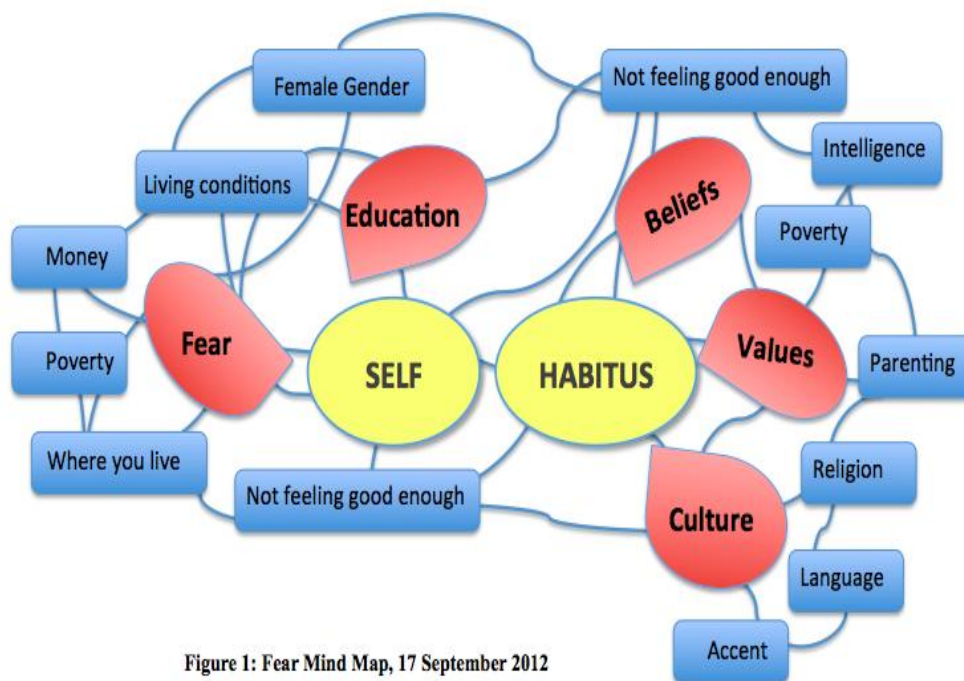 Female Gender
Not feeling good enough
Intelligence
Living conditions
Education
Beliefs
Poverty
Money
Fear
Values
Poverty
SELF
HABITUS
Parenting
Where you live
Religion
Not feeling good enough
Culture
Language
Accent
Figure 1: Fear Mind Map, 17 September 2012